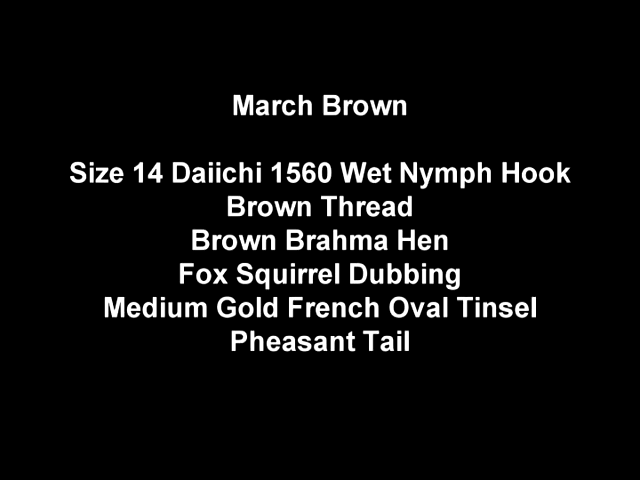 March Brown
Size 14 Daiichi 1560 Wet Nymph Hook
Brown Thread
Brown Brahma Hen
Fox Squirrel Dubbing
Medium Gold French Oval Tinsel
Pheasant Tail